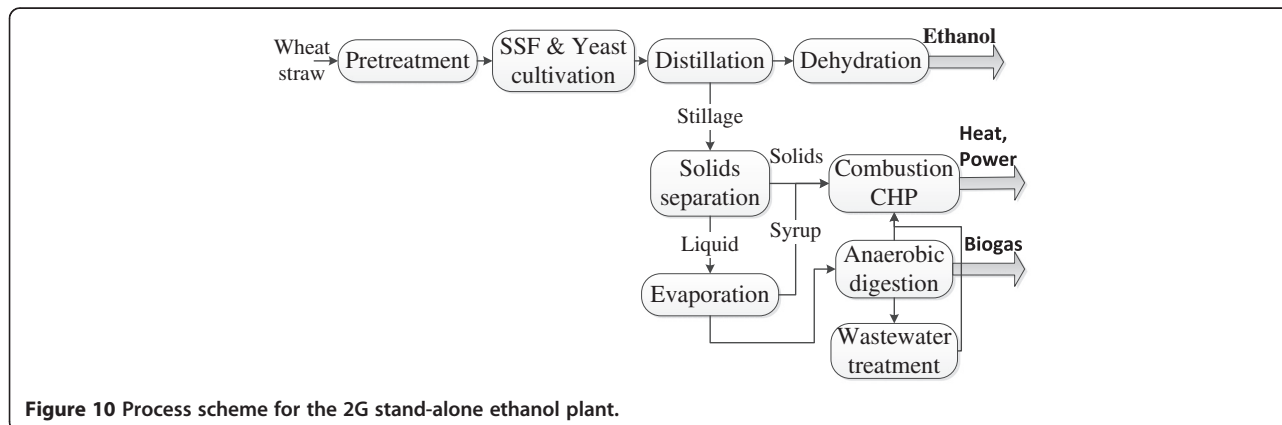 Wheat
straw
Pretreatment
SSF & Yeast
cultivation
Distillation
Dehydration
Ethanol
Stillage
Solids
separation
Solids
Combustion
CHP
Heat,
Power
Liquid
Syrup
Evaporation
Anaerobic
digestion
Biogas
Wastewater
treatment
Figure 10 Process scheme for the 2G stand-alone ethanol plant.